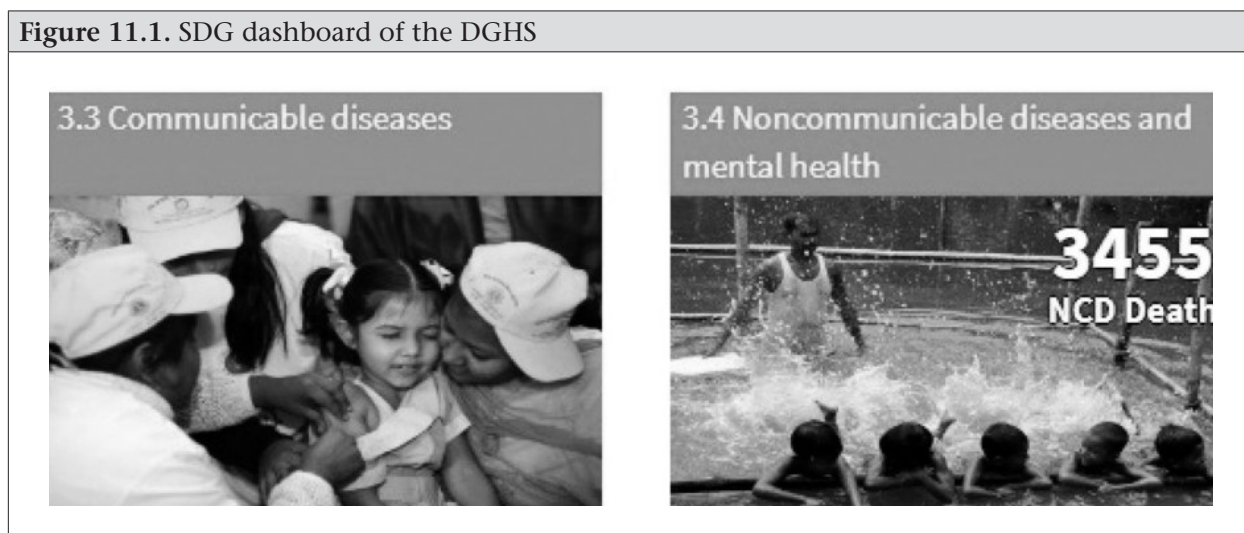 Figure 11.1. SDG dashboard of the DGHS
3.3 Communicable diseases
3.4 Noncommunicable diseases and
mental health
3455
NCD Death